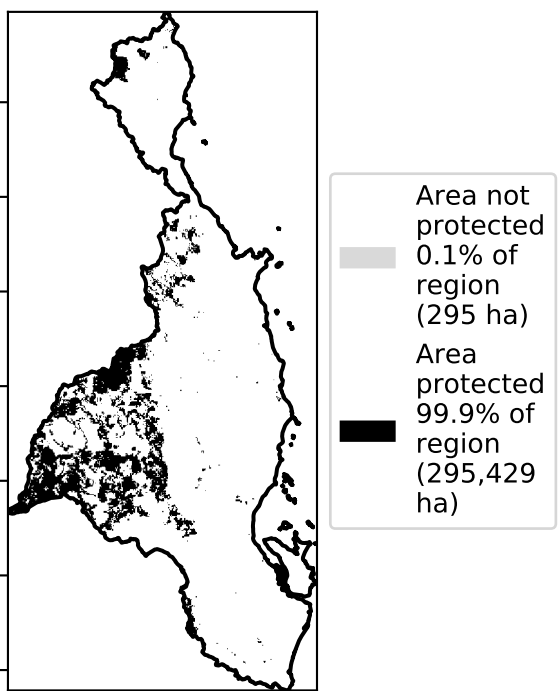 Area not
protected
0.1% of
region
(295 ha)
Area
protected
99.9% of
region
(295,429
ha)